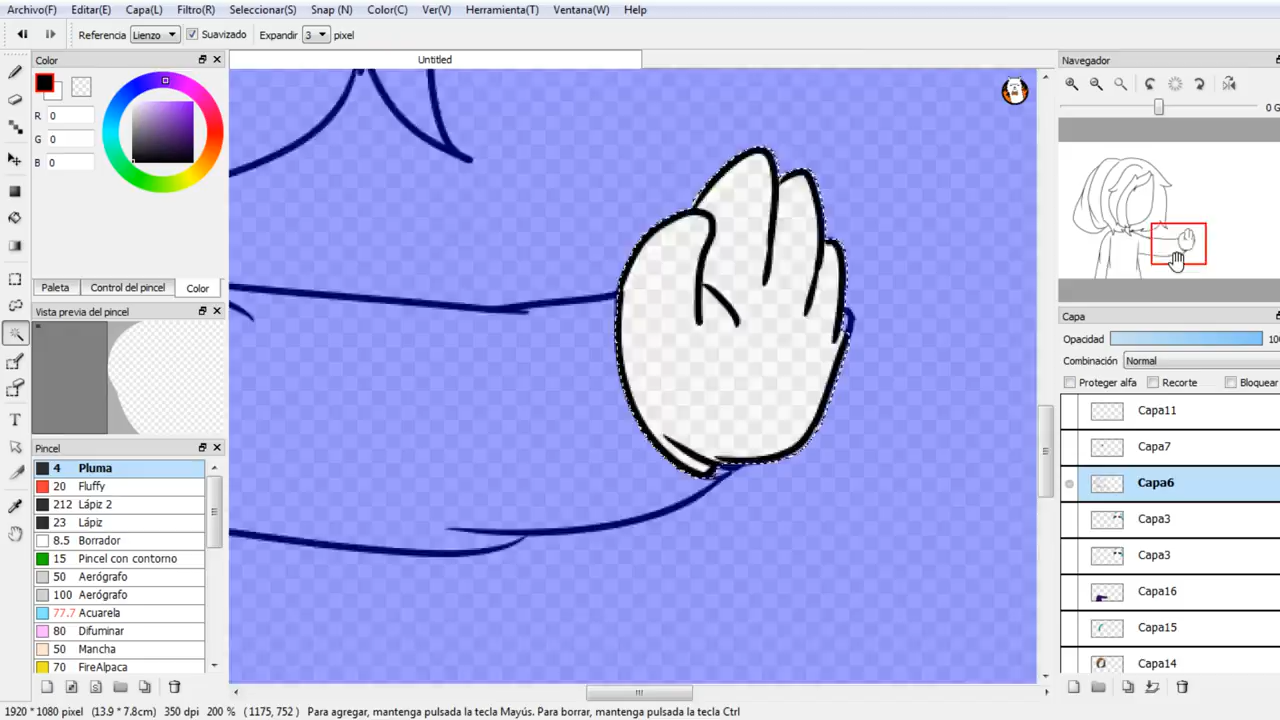 Archivo(F) Editar(E) Capa(L) Filtro(R) Seleccionar(S) Snap (N) Color(C) Ver(V) Herramienta(T) Ventana(W) Help
Referencia Lienzo Suavizado Expandir 3 pixel
Color
Untitled
Navegador
R 0
G 0
B 0
0 G
Paleta Control del pincel Color
Vista previa del pincel
Capa
Opacidad 100
Combinación Normal
Proteger alfa Recorte Bloquear
Capa11
Capa7
Capa6
Capa3
Capa3
Capa16
Capa15
Capa14
Pincel
4 Pluma
20 Fluffy
212 Lápiz 2
23 Lápiz
8.5 Borrador
15 Pincel con contorno
50 Aerógrafo
100 Aerógrafo
77.7 Acuarela
80 Difuminar
50 Mancha
70 FireAlpaca
1920 * 1080 pixel (13.9 * 7.8cm) 350 dpi 200 % (1175, 752) Para agregar, mantenga pulsada la tecla Mayús. Para borrar, mantenga pulsada la tecla Ctrl